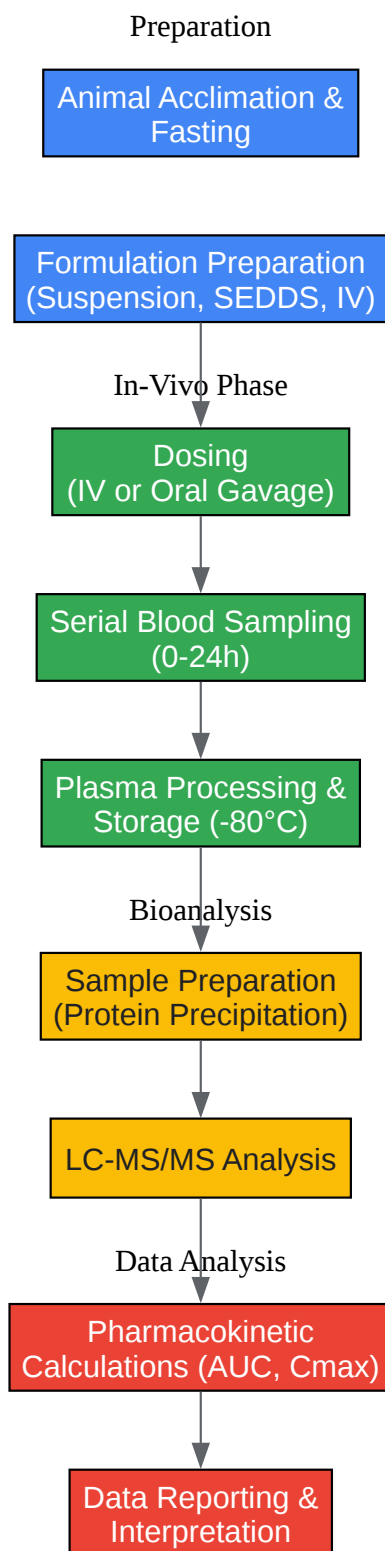 Preparation
Animal Acclimation &
Fasting
Formulation Preparation
(Suspension, SEDDS, IV)
In-Vivo Phase
Dosing
(IV or Oral Gavage)
Serial Blood Sampling
(0-24h)
Plasma Processing &
Storage (-80°C)
Bioanalysis
Sample Preparation
(Protein Precipitation)
LC-MS/MS Analysis
Data Analysis
Pharmacokinetic
Calculations (AUC, Cmax)
Data Reporting &
Interpretation